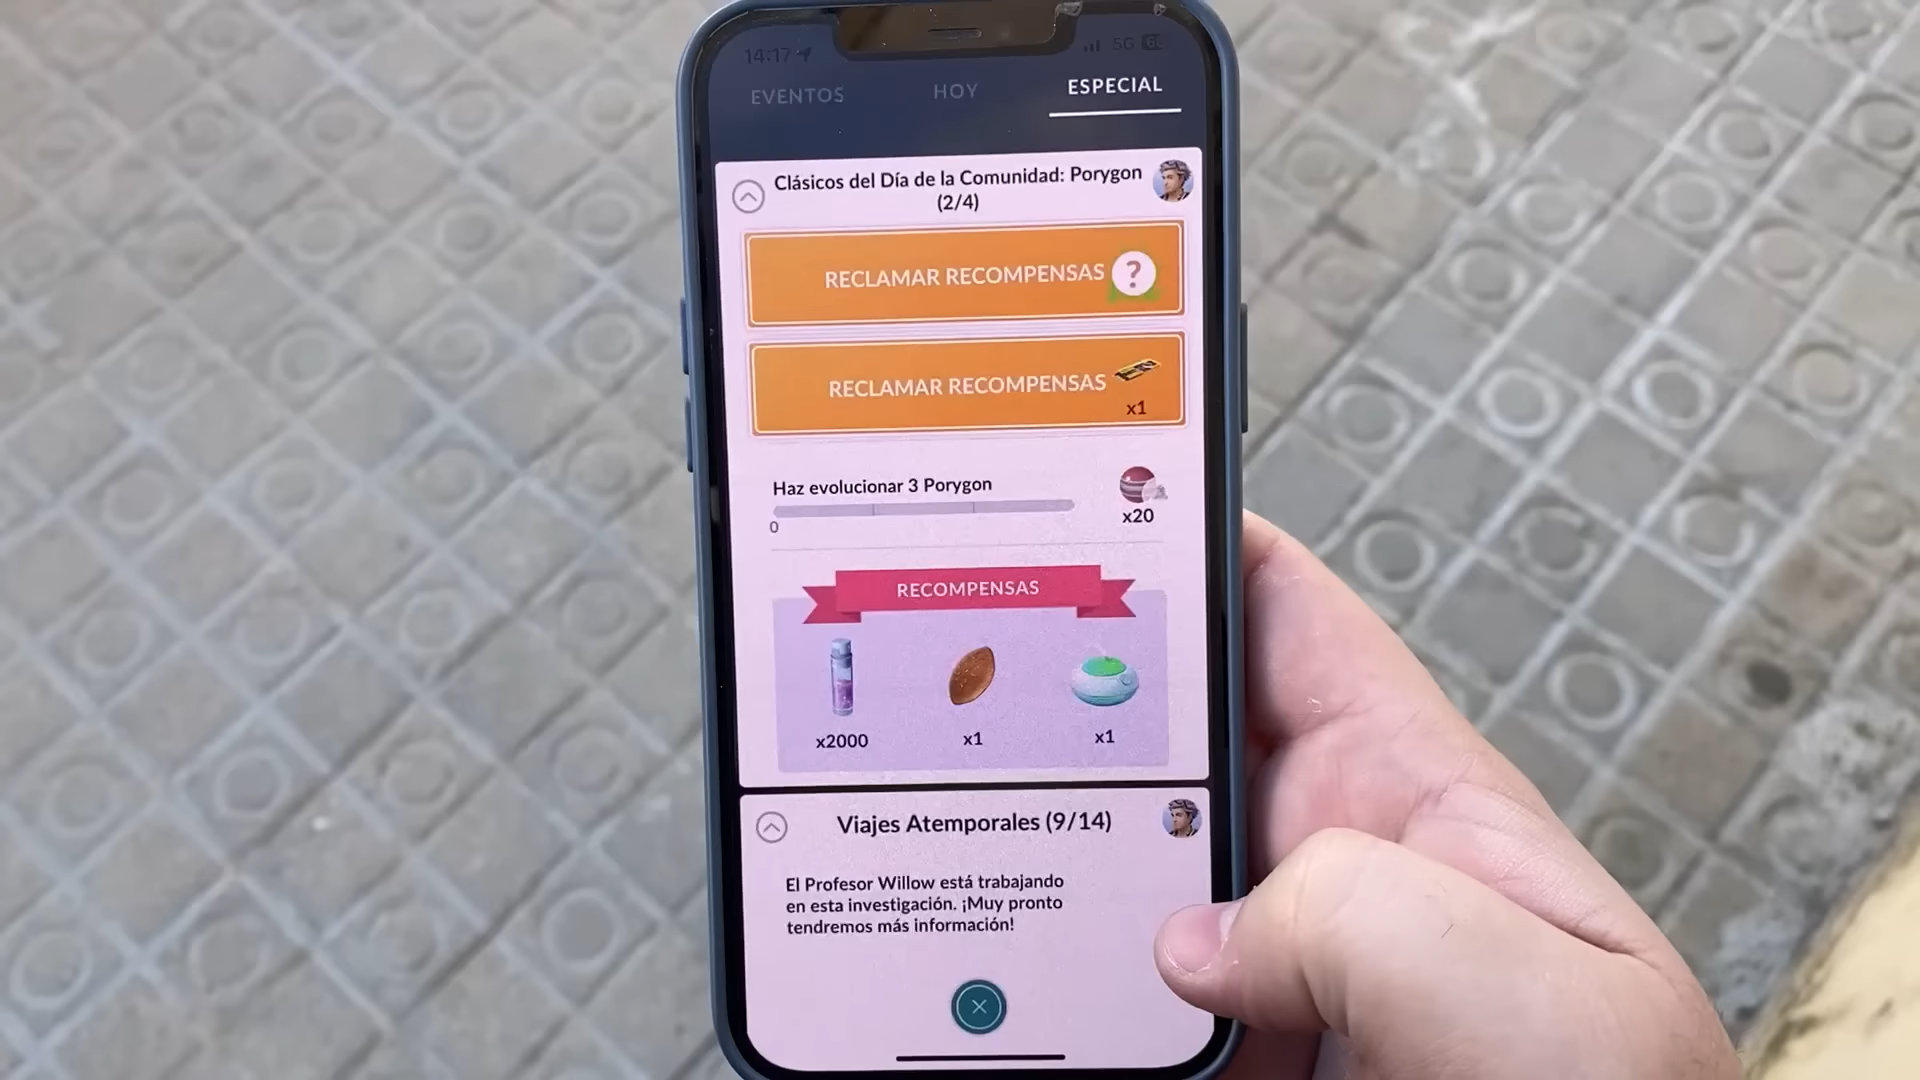 14:17
5G
EVENTOS
HOY
ESPECIAL
Clásicos del Día de la Comunidad: Porygon
(2/4)
RECLAMAR RECOMPENSAS
?
RECLAMAR RECOMPENSAS
x1
Haz evolucionar 3 Porygon
0
x20
RECOMPENSAS
x2000
x1
x1
Viajes Atemporales (9/14)
El Profesor Willow está trabajando
en esta investigación. ¡Muy pronto
tendremos más información!